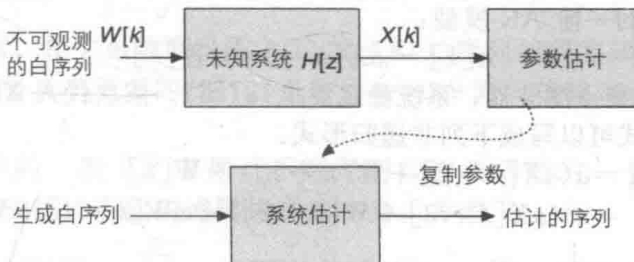 不可观测 W[k]
的白序列
未知系统 H[z]
X[k]
参数估计
复制参数
生成白序列
系统估计
估计的序列